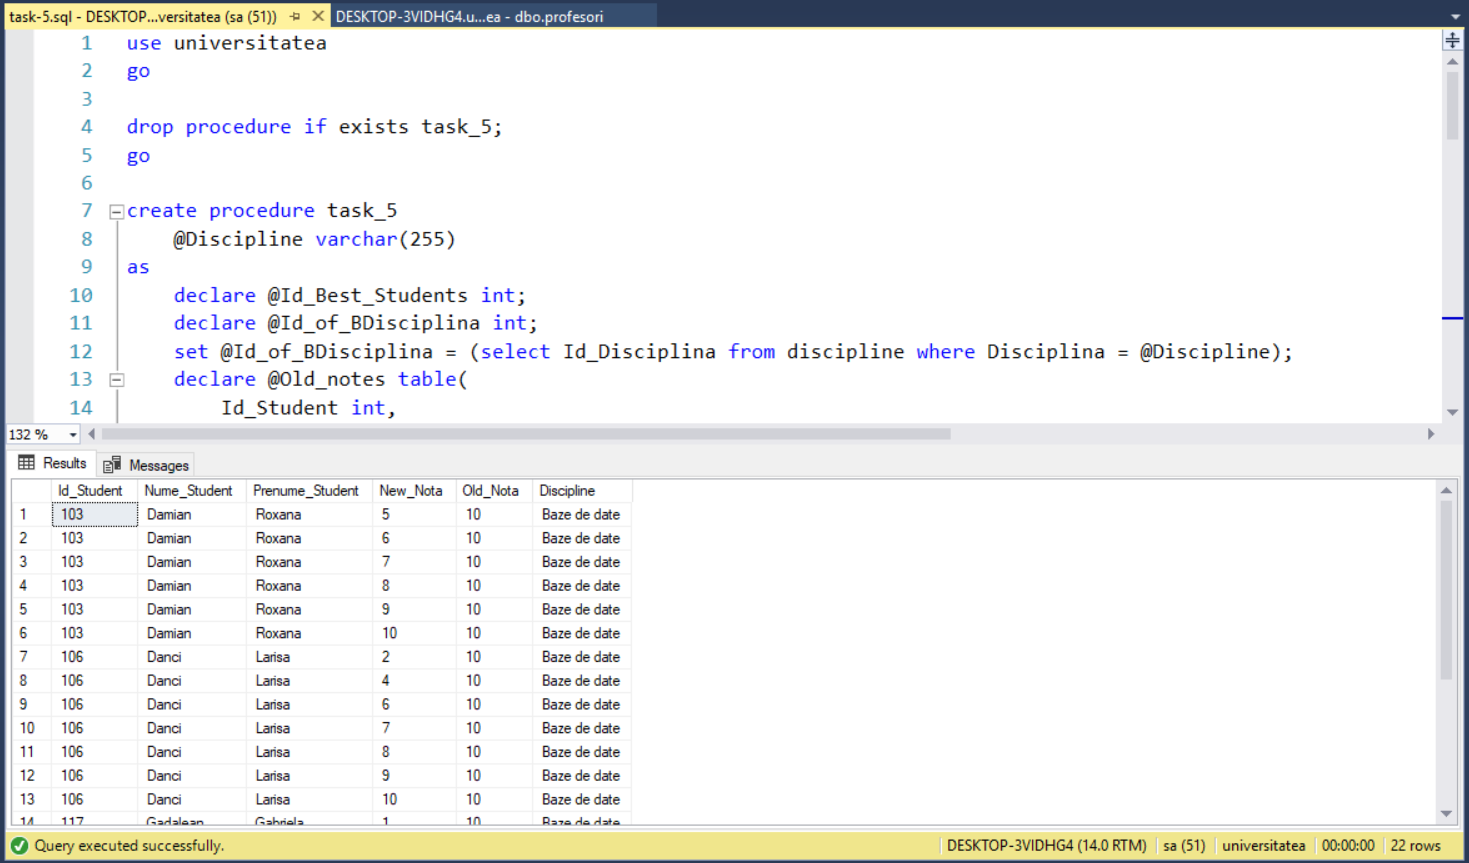 task-5.sql - DESKTOP...versitatea (sa (51)) DESKTOP-3VIDHG4.u...ea - dbo.profesori
1 use universitatea
2 go
3
4 drop procedure if exists task_5;
5 go
6
7 create procedure task_5
8 @Discipline varchar(255)
9 as
10 declare @Id_Best_Students int;
11 declare @Id_of_BDisciplina int;
12 set @Id_of_BDisciplina = (select Id_Disciplina from discipline where Disciplina = @Discipline);
13 declare @Old_notes table(
14 Id_Student int,
132 %
Results Messages
Id_Student Nume_Student Prenume_Student New_Nota Old_Nota Discipline
1 103 Damian Roxana 5 10 Baze de date
2 103 Damian Roxana 6 10 Baze de date
3 103 Damian Roxana 7 10 Baze de date
4 103 Damian Roxana 8 10 Baze de date
5 103 Damian Roxana 9 10 Baze de date
6 103 Damian Roxana 10 10 Baze de date
7 106 Danci Larisa 2 10 Baze de date
8 106 Danci Larisa 4 10 Baze de date
9 106 Danci Larisa 6 10 Baze de date
10 106 Danci Larisa 7 10 Baze de date
11 106 Danci Larisa 8 10 Baze de date
12 106 Danci Larisa 9 10 Baze de date
13 106 Danci Larisa 10 10 Baze de date
14 117 Gadalean Gabriela 1 10 Baze de date
Query executed successfully. DESKTOP-3VIDHG4 (14.0 RTM) sa (51) universitatea 00:00:00 22 rows